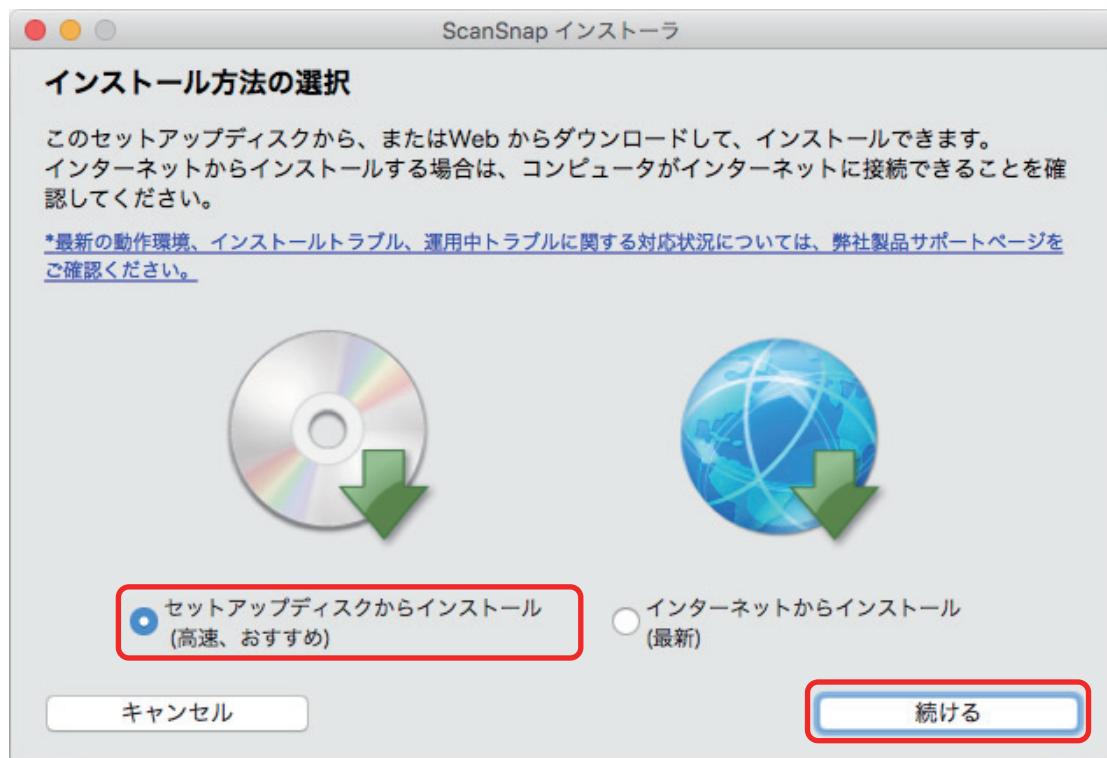 ScanSnap インストーラ
インストール方法の選択
このセットアップディスクから、またはWeb からダウンロードして、インストールできます。
インターネットからインストールする場合は、コンピュータがインターネットに接続できることを確
認してください。
*最新の動作環境、インストールトラブル、運用中トラブルに関する対応状況については、弊社製品サポートページを
ご確認ください。
セットアップディスクからインストール
(高速、おすすめ)
インターネットからインストール
(最新)
キャンセル
続ける